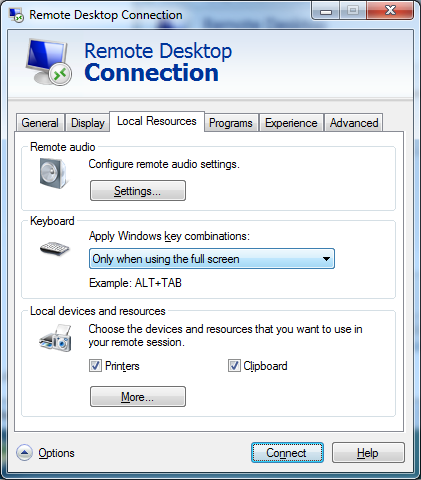 Remote Desktop Connection
Remote Desktop
Connection
General Display Local Resources Programs Experience Advanced
Remote audio
Configure remote audio settings.
Settings...
Keyboard
Apply Windows key combinations:
Only when using the full screen
Example: ALT+TAB
Local devices and resources
Choose the devices and resources that you want to use in
your remote session.
Printers Clipboard
More...
Options Connect Help